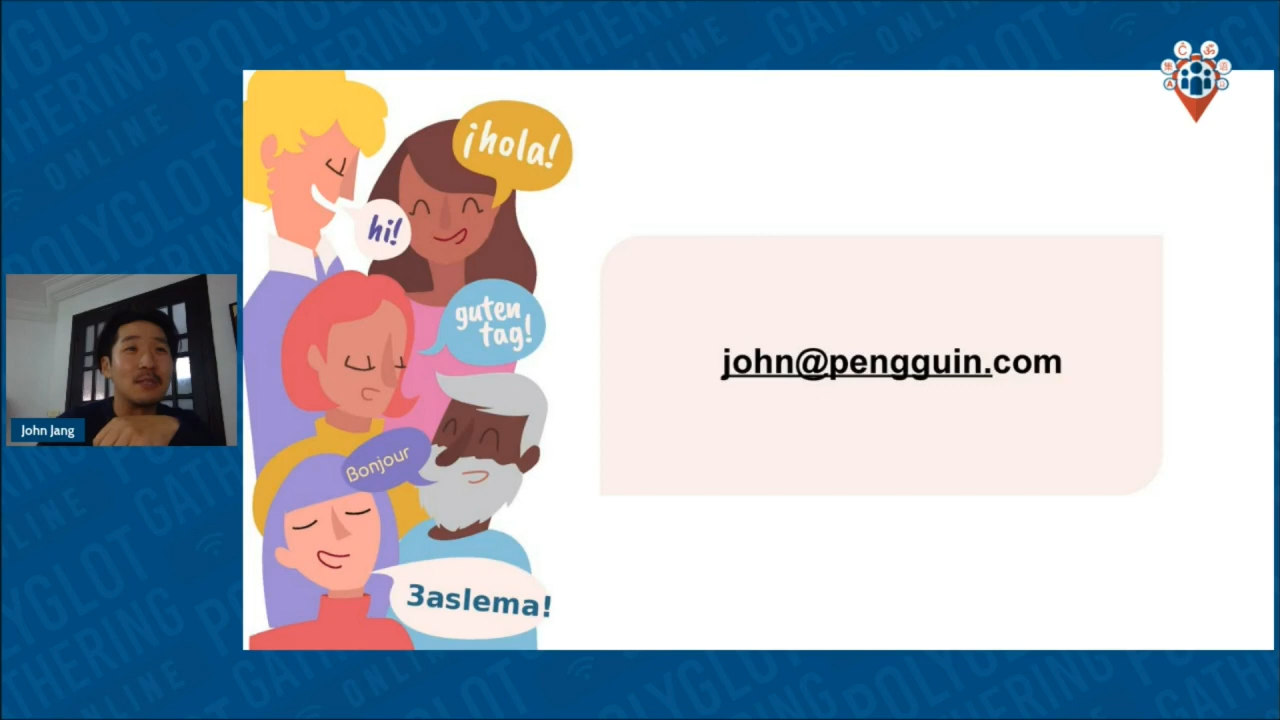 ¡hola!
hi!
guten
tag!
john@pengguin.com
John Jang
Bonjour
3aslema!
POLYGLOT
GATHERING
ONLINE